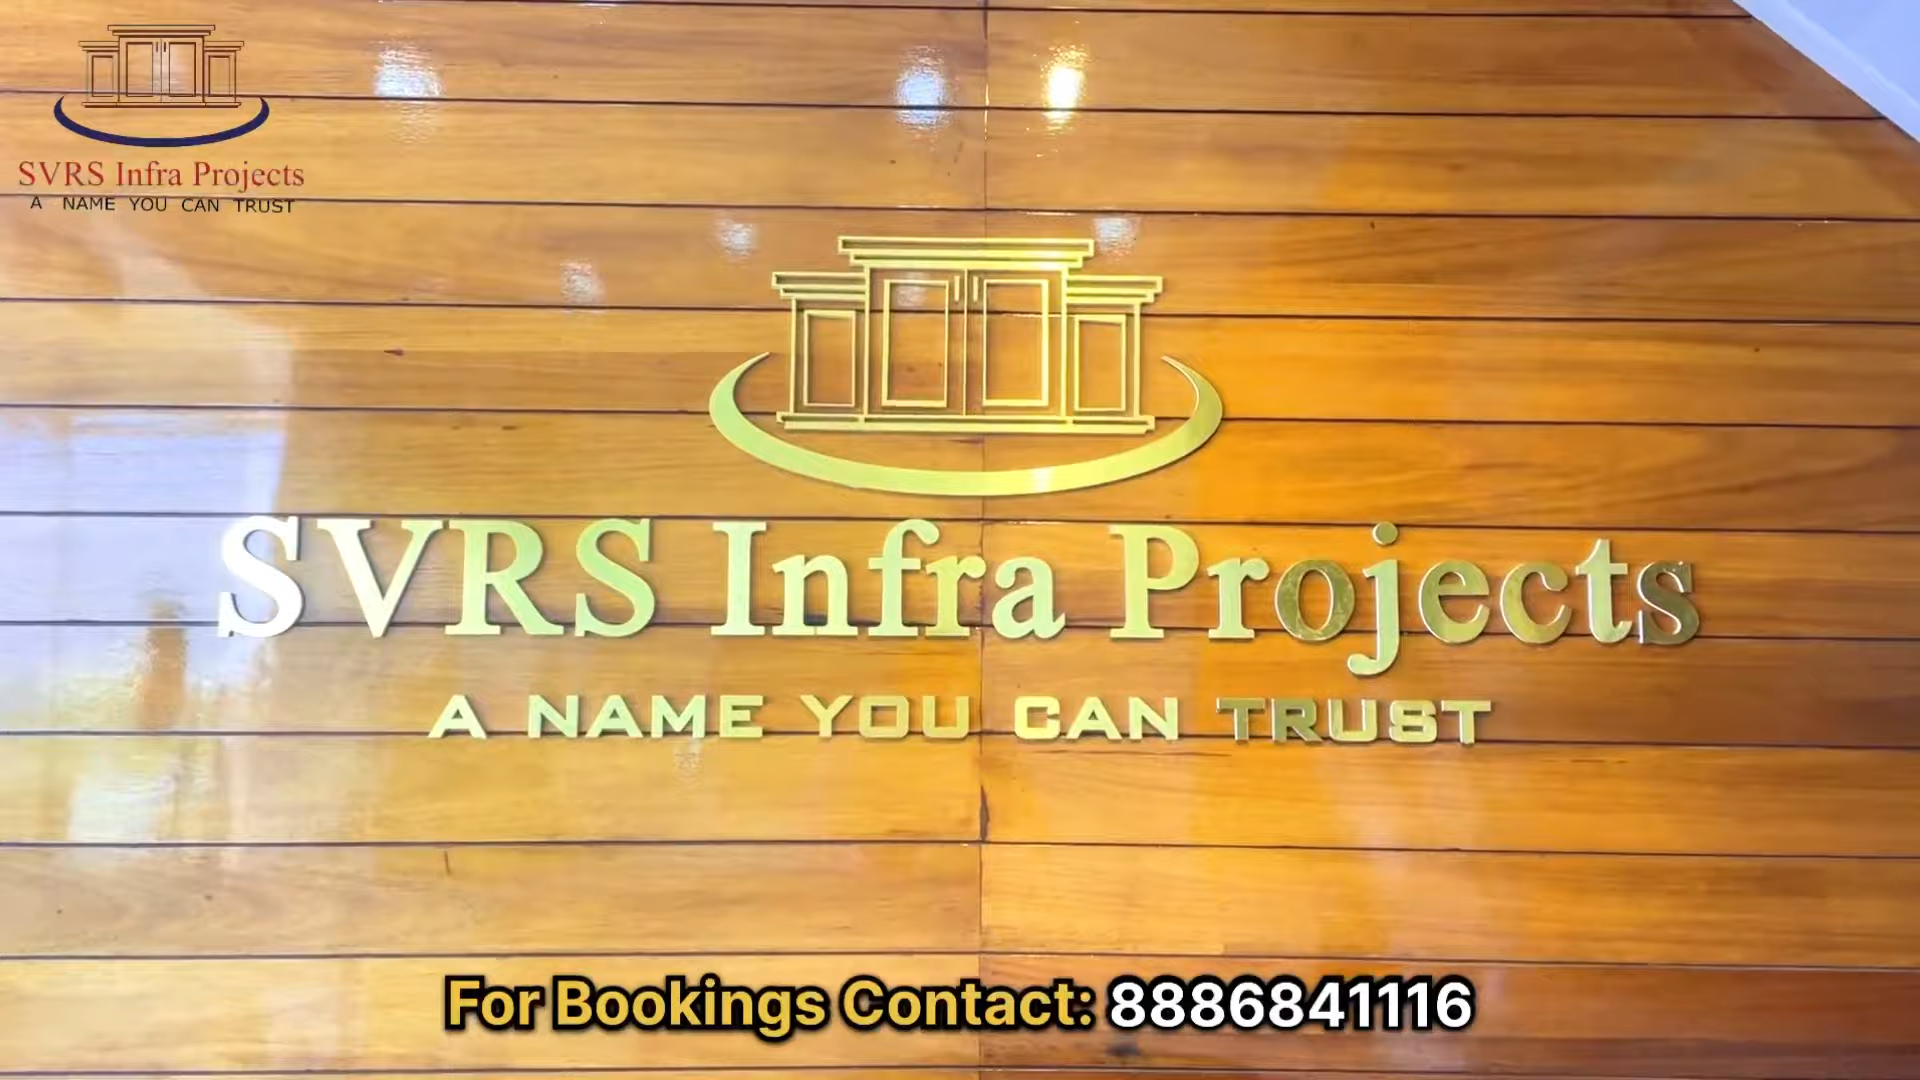 SVRS Infra Projects
A NAME YOU CAN TRUST
SVRS Infra Projects
A NAME YOU CAN TRUST
For Bookings Contact: 8886841116